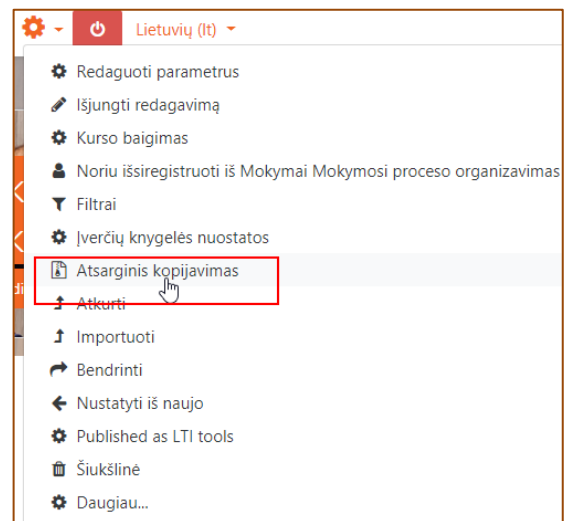 Lietuvių (lt)
Redaguoti parametrus
Išjungti redagavimą
Kurso baigimas
Noriu išsiregistruoti iš Mokymai Mokymosi proceso organizavimas
Filtrai
Įverčių knygelės nuostatos
Atsarginis kopijavimas
Atkurti
Importuoti
Bendrinti
Nustatyti iš naujo
Published as LTI tools
Šiukšlinė
Daugiau...